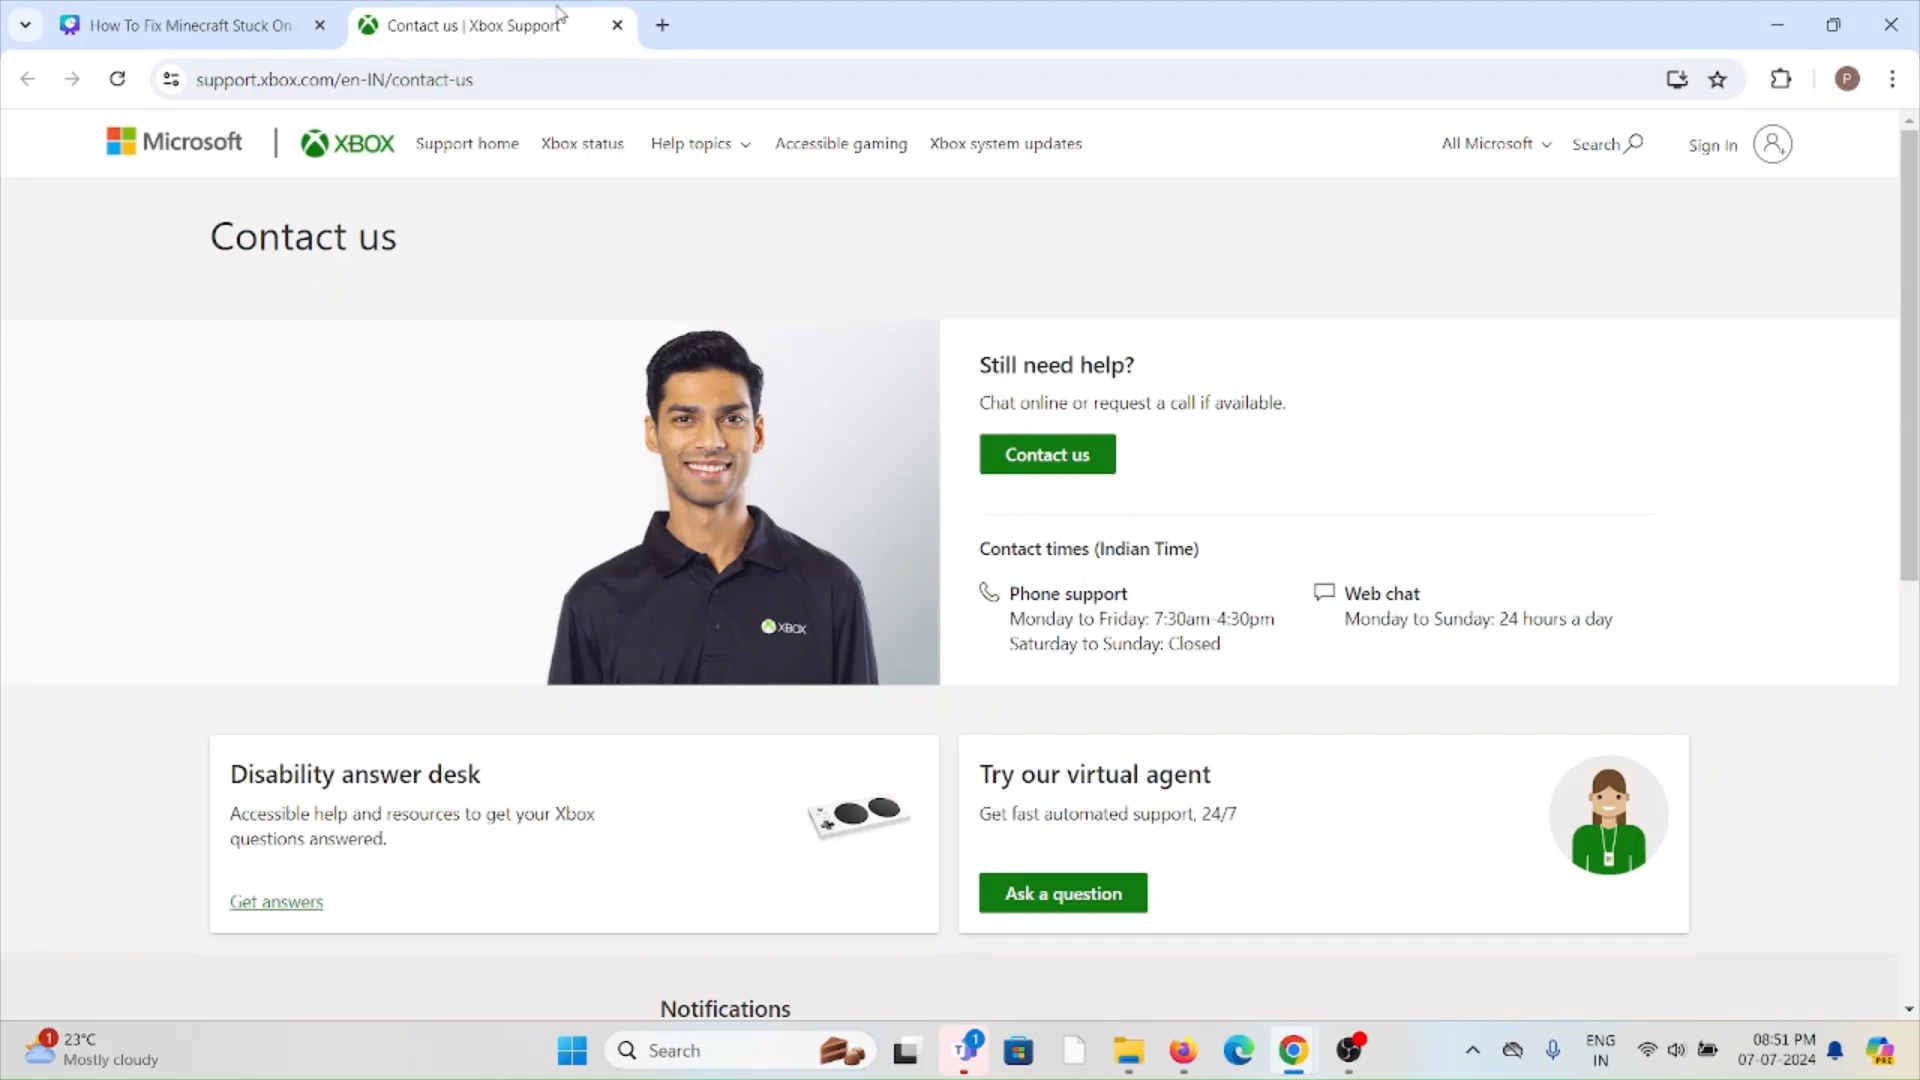 How To Fix Minecraft Stuck On
Contact us | Xbox Support
support.xbox.com/en-IN/contact-us
P
Microsoft
XBOX
Support home
Xbox status
Help topics
Accessible gaming
Xbox system updates
All Microsoft
Search
Sign In
Contact us
XBOX
Still need help?
Chat online or request a call if available.
Contact us
Contact times (Indian Time)
Phone support
Monday to Friday: 7:30am-4:30pm
Saturday to Sunday: Closed
Web chat
Monday to Sunday: 24 hours a day
Disability answer desk
Accessible help and resources to get your Xbox
questions answered.
Get answers
Try our virtual agent
Get fast automated support, 24/7
Ask a question
Notifications
1
23°C
Mostly cloudy
Search
1
ENG
IN
08:51 PM
07-07-2024
PRE